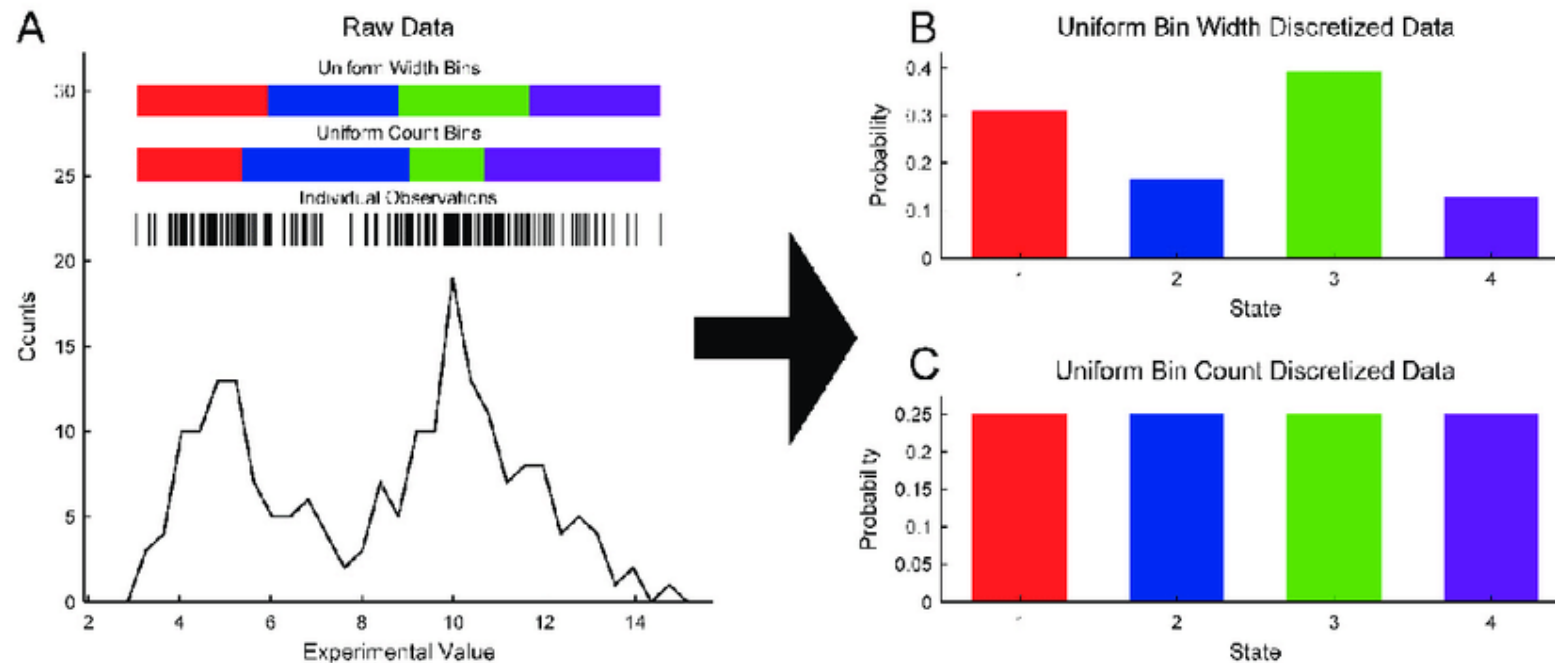 A
Raw Data
Uniform Width Bins
Uniform Count Bins
Individual Observations
30
25
20
15
10
5
0
Counts
2 4 6 8 10 12 14
Experimental Value
B
Uniform Bin Width Discretized Data
0.4
0.3
0.2
0.1
0
Probability
1 2 3 4
State
C
Uniform Bin Count Discretized Data
0.25
0.2
0.15
0.1
0.05
0
Probability
1 2 3 4
State